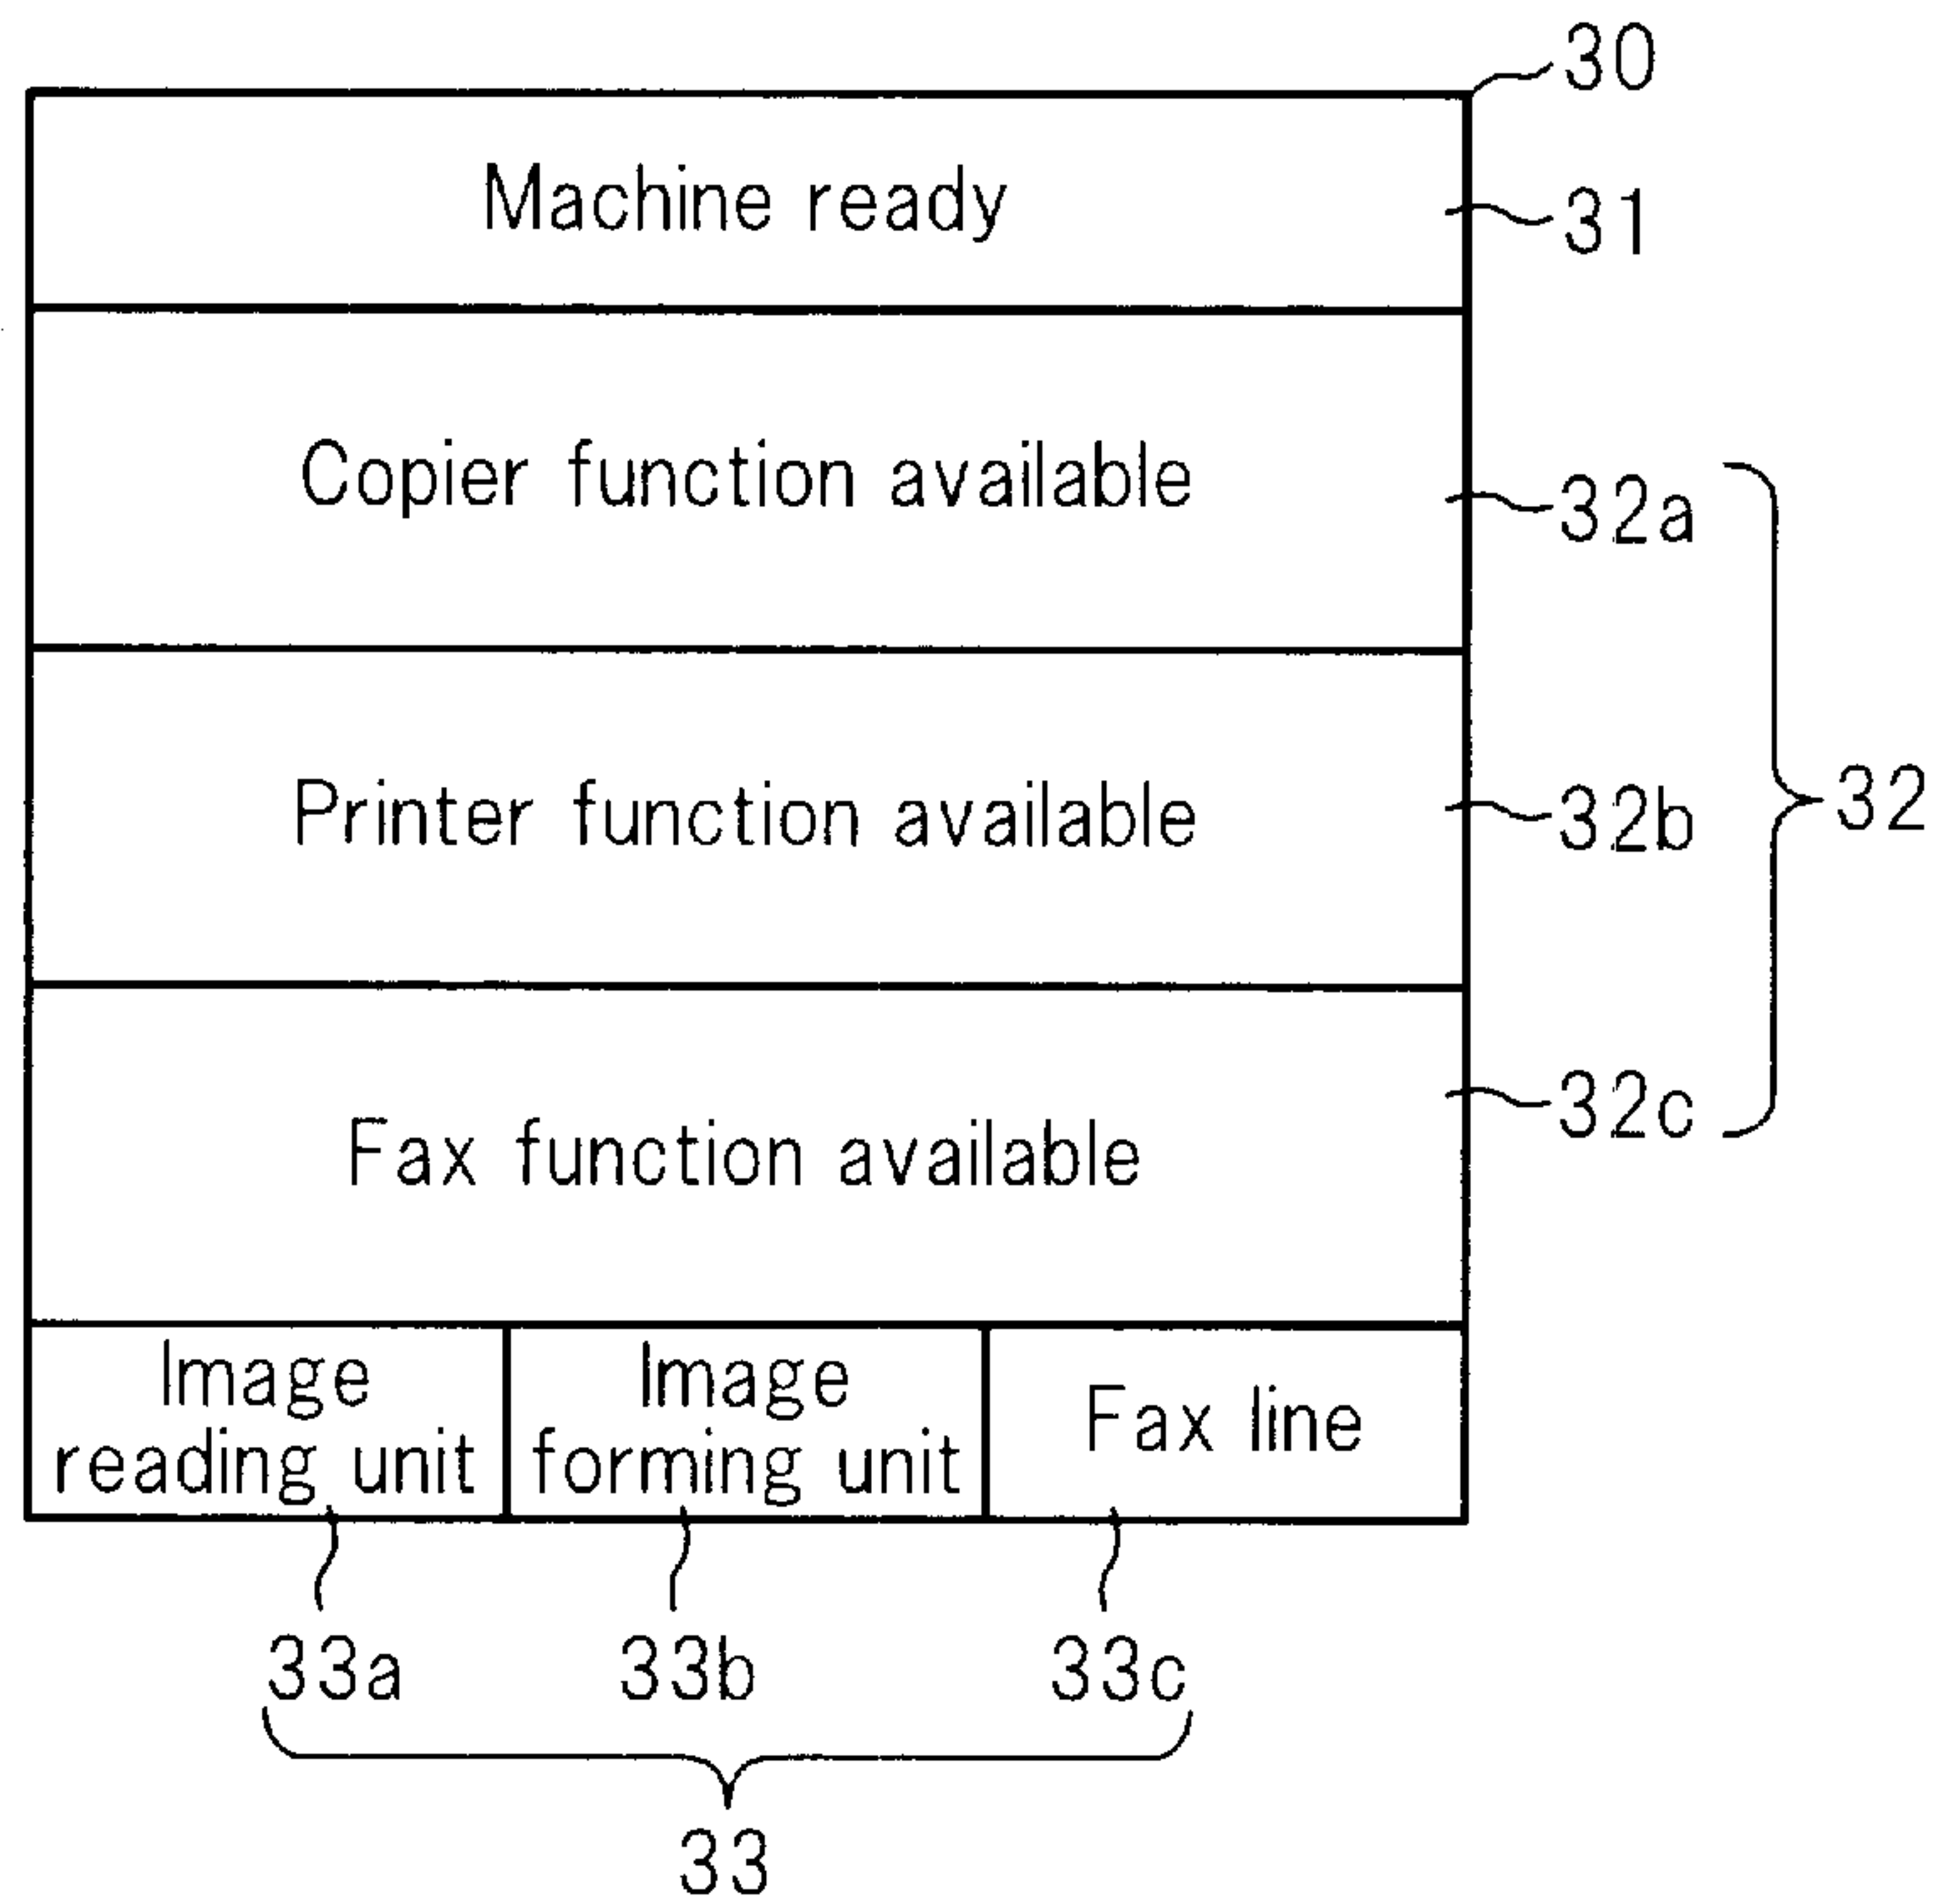 30
Machine ready
31
Copier function available
32a
Printer function available
32b
32
Fax function available
32c
Image
reading unit
Image
forming unit
Fax line
33a
33b
33c
33